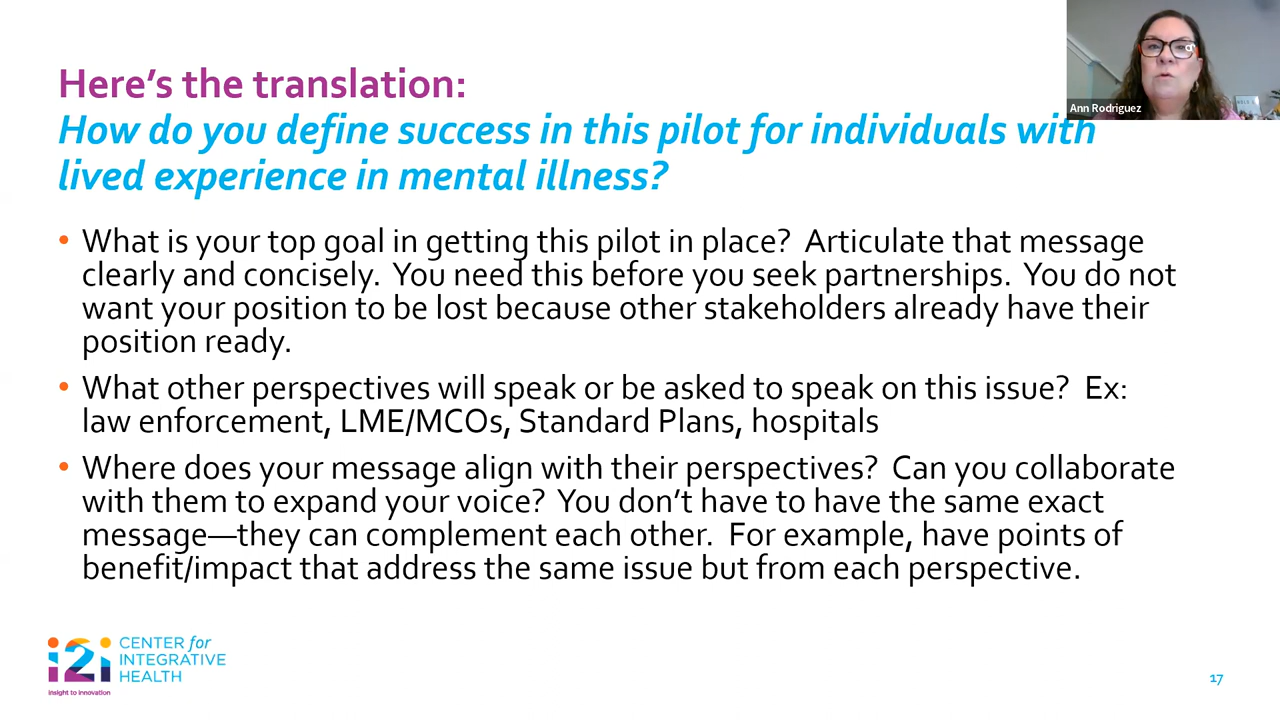 Here's the translation:
How do you define success in this pilot for individuals with
lived experience in mental illness?
Ann Rodriguez
• What is your top goal in getting this pilot in place?  Articulate that message
clearly and concisely.  You need this before you seek partnerships.  You do not
want your position to be lost because other stakeholders already have their
position ready.
• What other perspectives will speak or be asked to speak on this issue?  Ex:
law enforcement, LME/MCOs, Standard Plans, hospitals
• Where does your message align with their perspectives?  Can you collaborate
with them to expand your voice?  You don't have to have the same exact
message—they can complement each other.  For example, have points of
benefit/impact that address the same issue but from each perspective.
i2i
insight to innovation
CENTER for
INTEGRATIVE
HEALTH
17